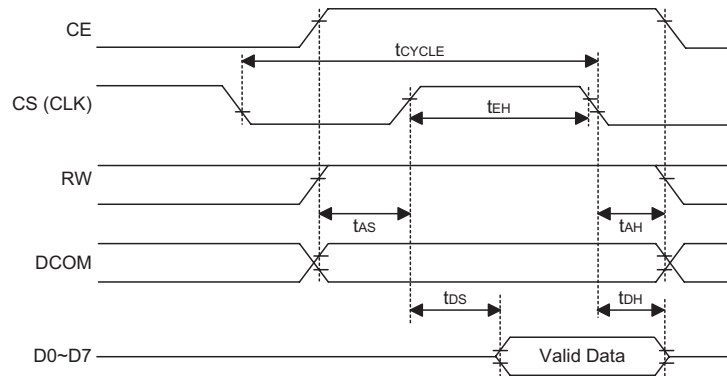 CE
tCYCLE
CS (CLK)
tEH
RW
tAS
tAH
DCOM
tDS
tDH
D0~D7
Valid Data